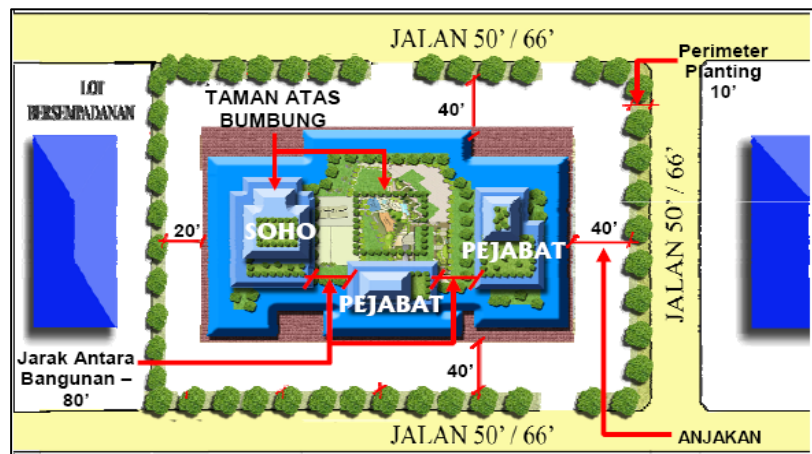 JALAN 50' / 66'
Perimeter
Planting
10'
LOT
BERSEMPADANAN
TAMAN ATAS
BUMBUNG
40'
JALAN 50' / 66'
20'
SOHO
PEJABAT
40'
PEJABAT
Jarak Antara
Bangunan –
80'
40'
JALAN 50' / 66'
ANJAKAN